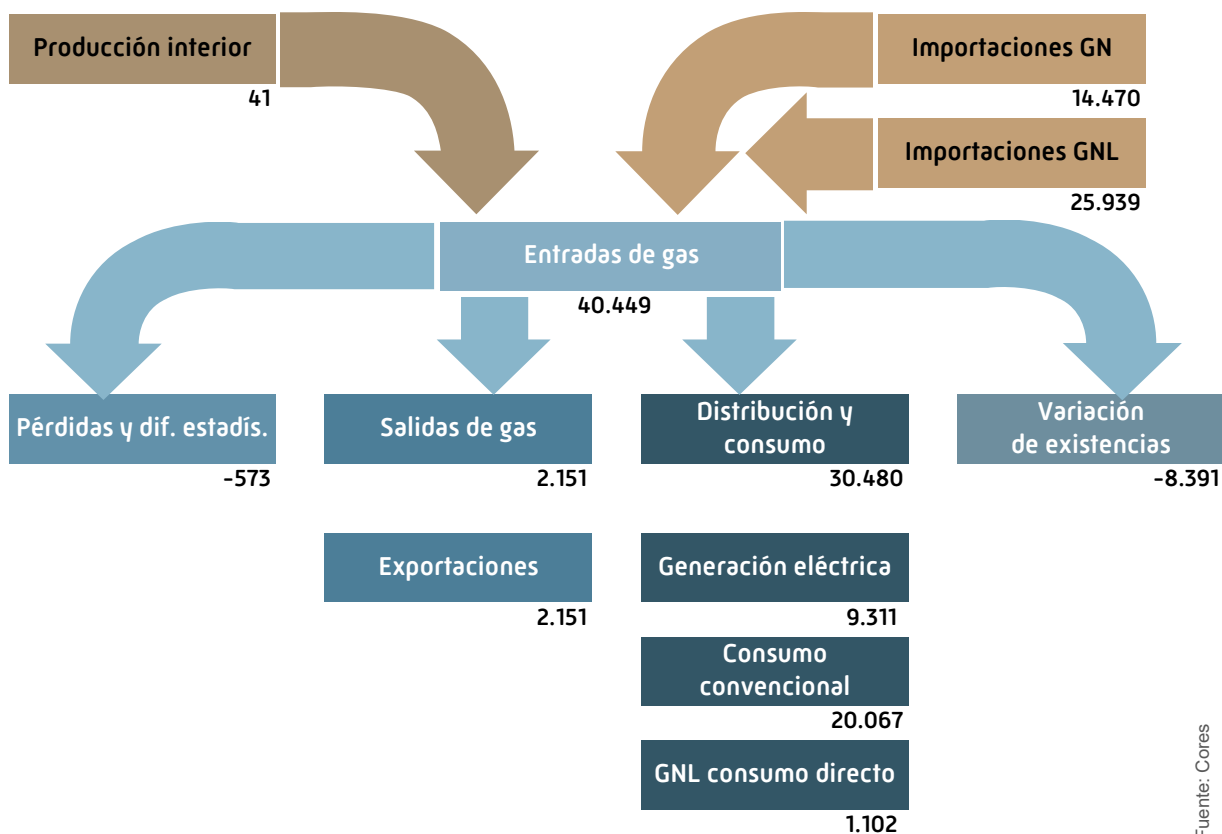 Producción interior
41
Importaciones GN
14.470
Importaciones GNL
25.939
Entradas de gas
40.449
Pérdidas y dif. estadís.
-573
Salidas de gas
2.151
Distribución y
consumo
30.480
Variación
de existencias
-8.391
Exportaciones
2.151
Generación eléctrica
9.311
Consumo
convencional
20.067
GNL consumo directo
1.102
Fuente: Cores